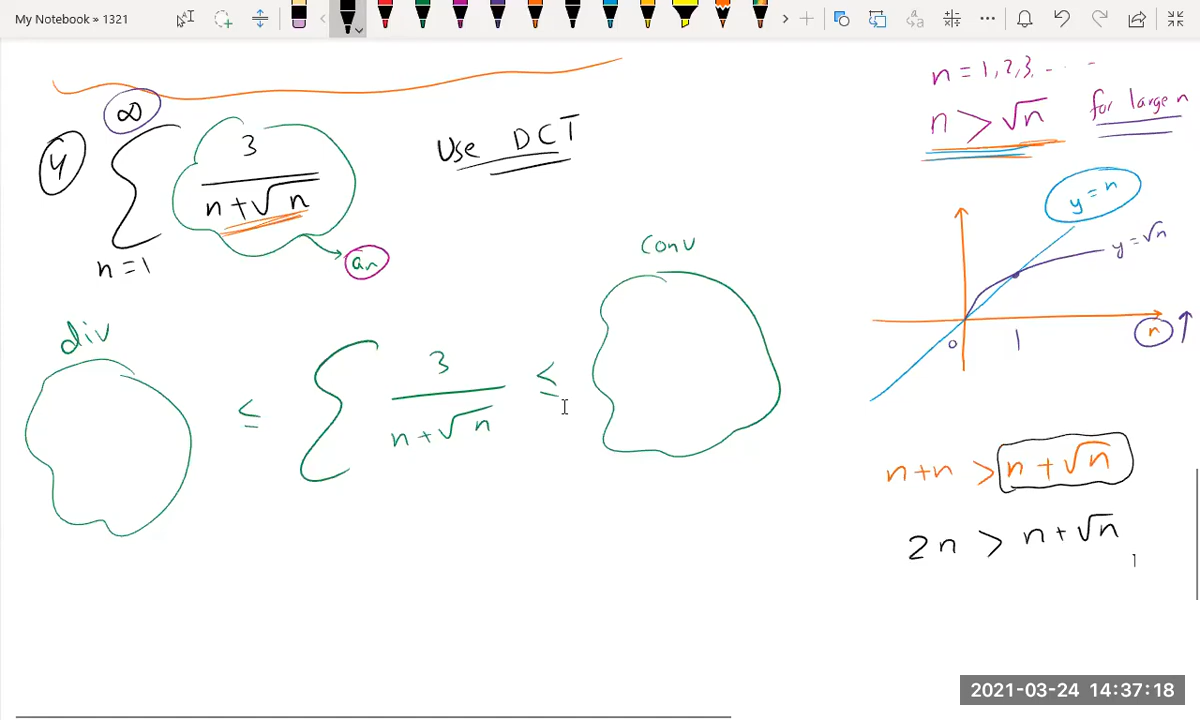 My Notebook » 1321
n = 1, 2, 3, - - - -
n > √n for large n
④ ∞ Σ n=1 3/(n+√n) Use DCT
aₙ
y = n
y = √n
0 1 n ↑
conv
div
≤ Σ 3/(n+√n) ≤
n+n > n+√n
2n > n+√n
2021-03-24 14:37:18